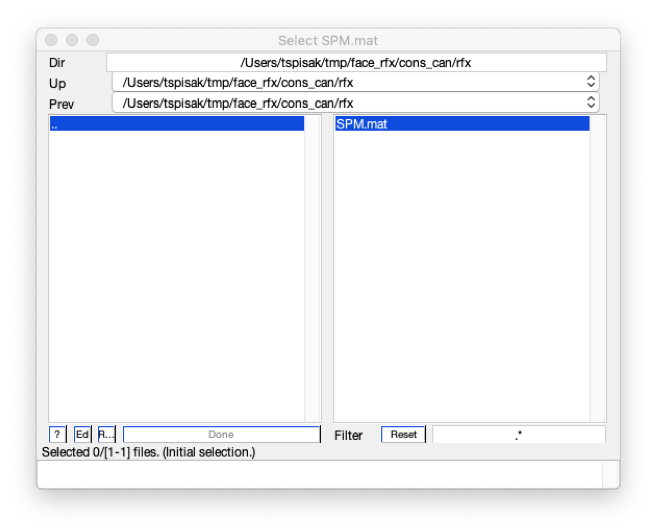 Select SPM.mat
Dir /Users/tspisak/tmp/face_rfx/cons_can/rfx
Up /Users/tspisak/tmp/face_rfx/cons_can/rfx
Prev /Users/tspisak/tmp/face_rfx/cons_can/rfx
.. SPM.mat
? Ed R... Done Filter Reset .*
Selected 0/[1-1] files. (Initial selection.)